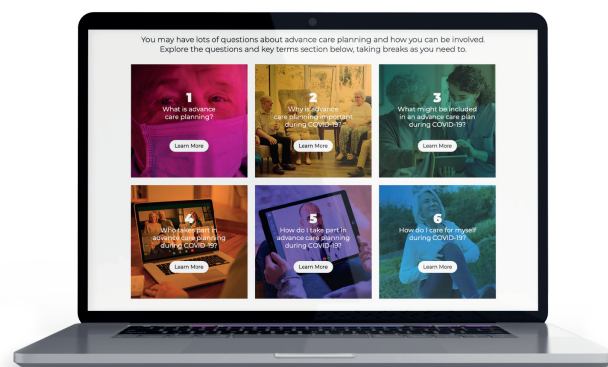 You may have lots of questions about advance care planning and how you can be involved.
Explore the questions and key terms section below, taking breaks as you need to.
1
What is advance
care planning?
Learn More
2
Why is advance
care planning important
during COVID-19?
Learn More
3
What might be included
in an advance care plan
during COVID-19?
Learn More
4
Who takes part in
advance care planning
during COVID-19?
Learn More
5
How do I take part in
advance care planning
during COVID-19?
Learn More
6
How do I care for myself
during COVID-19?
Learn More